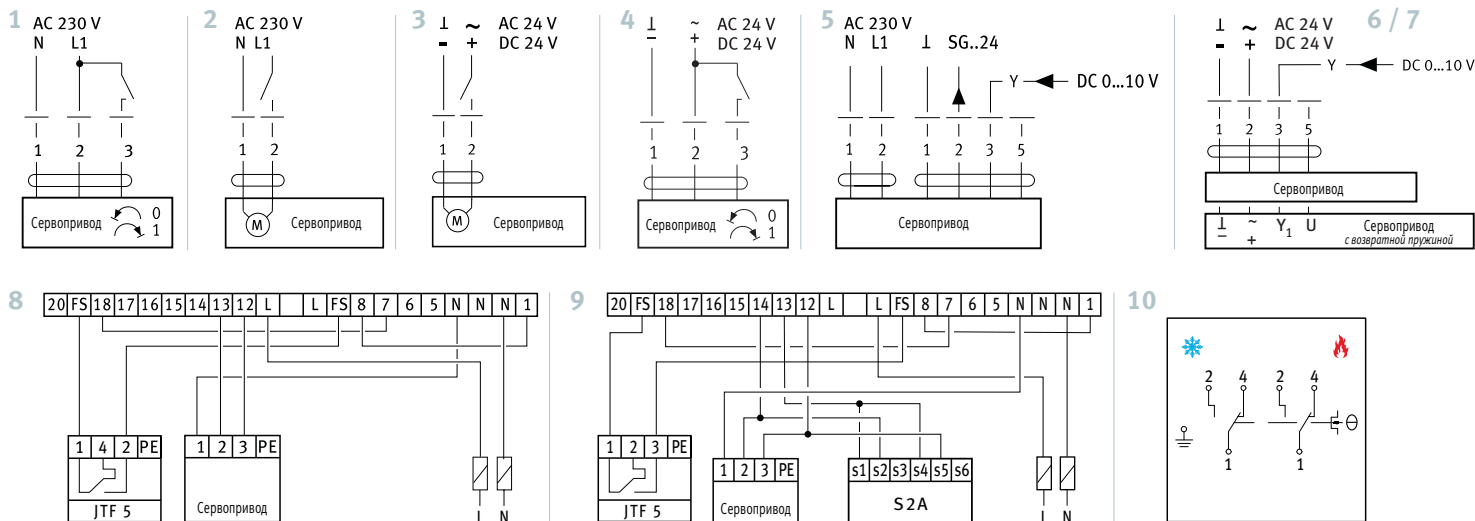 1
AC 230 V
N L1
1 2 3
Сервопривод
0
1
2
AC 230 V
N L1
1 2
M
Сервопривод
3
⊥ ~ AC 24 V
- + DC 24 V
1 2
M
Сервопривод
4
⊥ ~ AC 24 V
− + DC 24 V
1 2 3
Сервопривод
0
1
5
AC 230 V
N L1 ⊥ SG..24
Y DC 0...10 V
1 2 1 2 3 5
Сервопривод
6 / 7
⊥ ~ AC 24 V
- + DC 24 V
Y DC 0...10 V
1 2 3 5
Сервопривод
⊥ ~ Y1 U Сервопривод
− + с возвратной пружиной
8
20 FS 18 17 16 15 14 13 12 L L FS 8 7 6 5 N N N 1
1 4 2 PE
JTF 5
1 2 3 PE
Сервопривод
L N
9
20 FS 18 17 16 15 14 13 12 L L FS 8 7 6 5 N N N 1
1 2 3 PE
JTF 5
1 2 3 PE
Сервопривод
s1 s2 s3 s4 s5 s6
S2A
L N
10
2 4 2 4
1 1